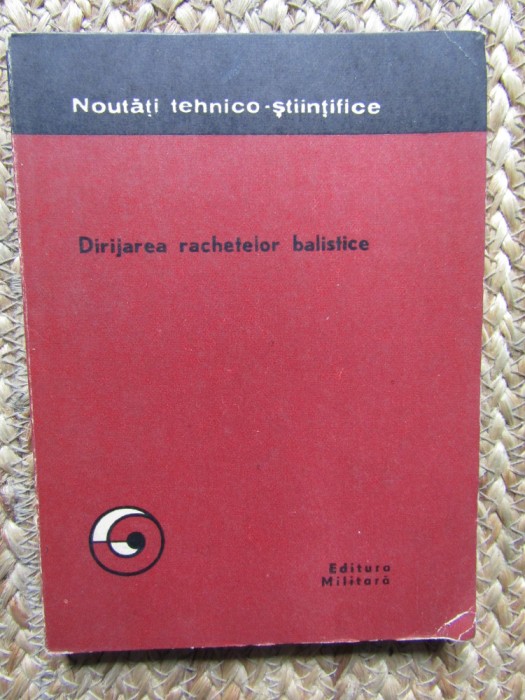 Noutăți tehnico-științifice
Dirijarea rachetelor balistice
Editura
Militară